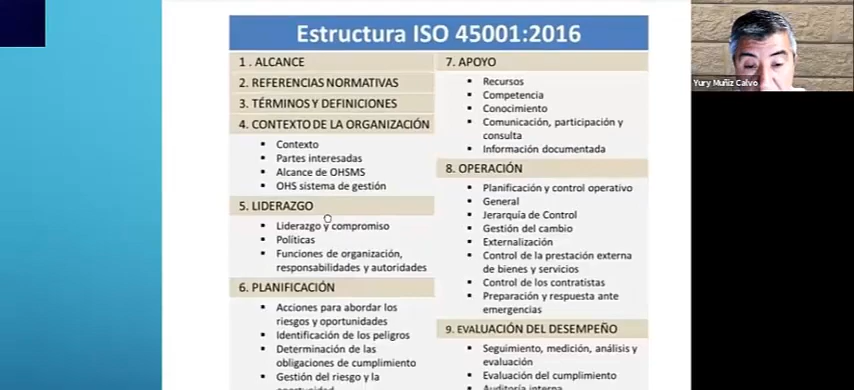 Estructura ISO 45001:2016
1 . ALCANCE
2. REFERENCIAS NORMATIVAS
3. TÉRMINOS Y DEFINICIONES
4. CONTEXTO DE LA ORGANIZACIÓN
▪ Contexto
▪ Partes interesadas
▪ Alcance de OHSMS
▪ OHS sistema de gestión
5. LIDERAZGO
▪ Liderazgo y compromiso
▪ Políticas
▪ Funciones de organización,
responsabilidades y autoridades
6. PLANIFICACIÓN
▪ Acciones para abordar los
riesgos y oportunidades
▪ Identificación de los peligros
▪ Determinación de las
obligaciones de cumplimiento
▪ Gestión del riesgo y la
oportunidad
7. APOYO
▪ Recursos
▪ Competencia
▪ Conocimiento
▪ Comunicación, participación y
consulta
▪ Información documentada
8. OPERACIÓN
▪ Planificación y control operativo
▪ General
▪ Jerarquía de Control
▪ Gestión del cambio
▪ Externalización
▪ Control de la prestación externa
de bienes y servicios
▪ Control de los contratistas
▪ Preparación y respuesta ante
emergencias
9. EVALUACIÓN DEL DESEMPEÑO
▪ Seguimiento, medición, análisis y
evaluación
▪ Evaluación del cumplimiento
▪ Auditoría interna
Yury Muñiz Calvo